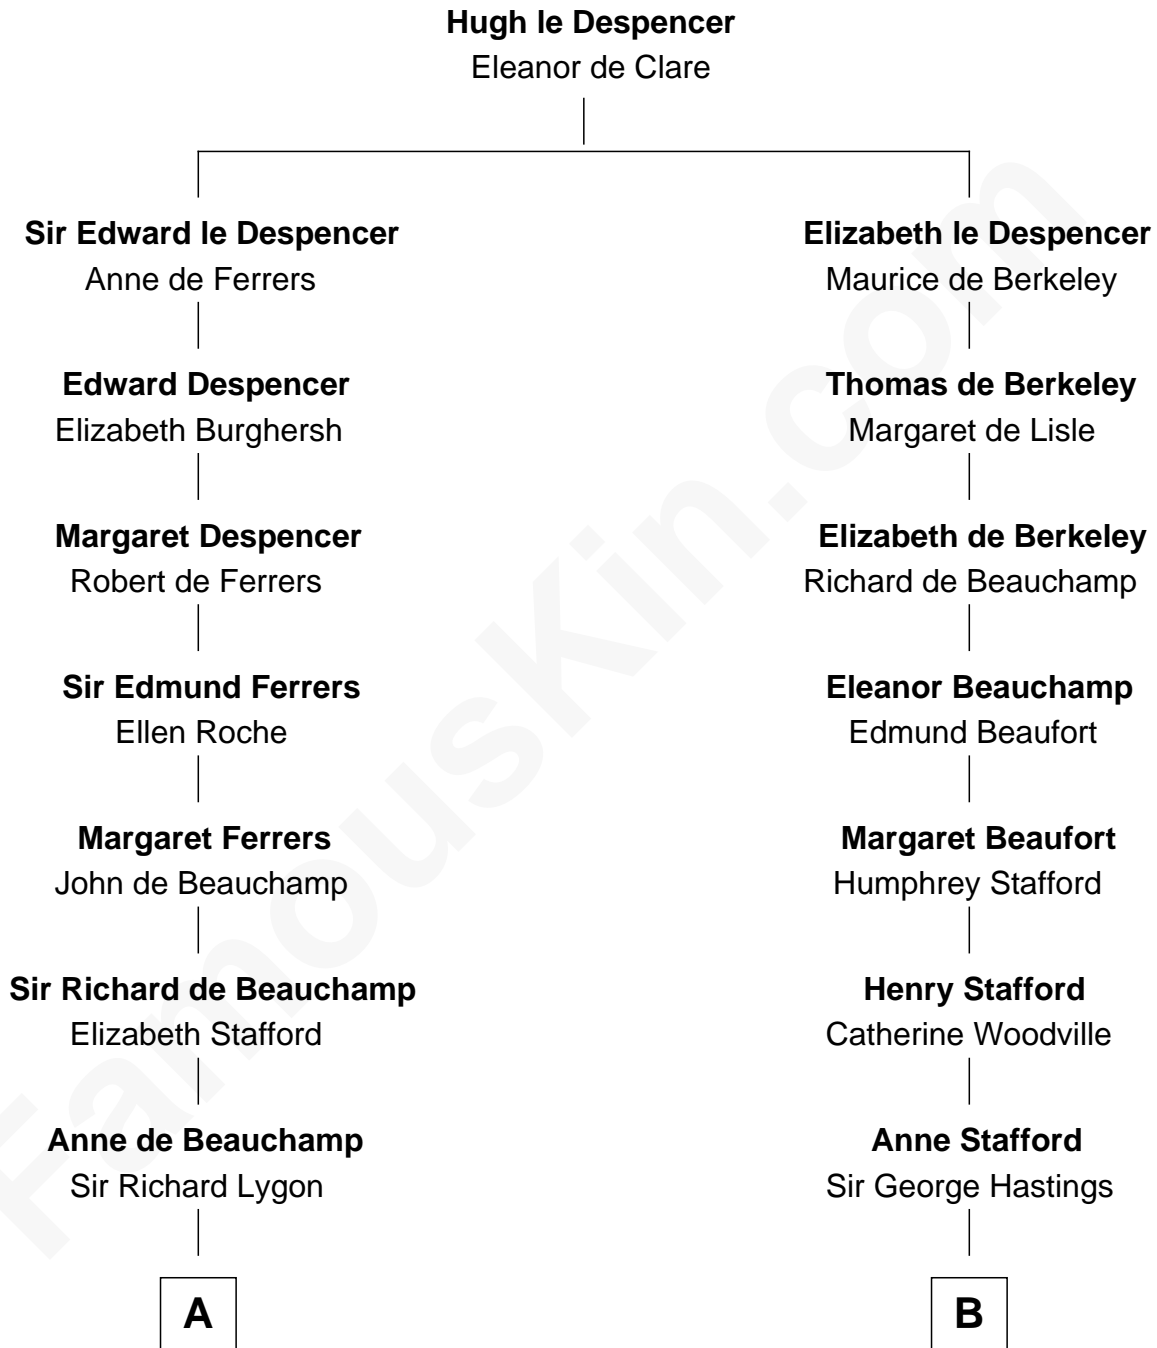 Hugh le Despencer
Eleanor de Clare
Sir Edward le Despencer
Anne de Ferrers
Elizabeth le Despencer
Maurice de Berkeley
Edward Despencer
Elizabeth Burghersh
Thomas de Berkeley
Margaret de Lisle
Margaret Despencer
Robert de Ferrers
Elizabeth de Berkeley
Richard de Beauchamp
Sir Edmund Ferrers
Ellen Roche
Eleanor Beauchamp
Edmund Beaufort
Margaret Ferrers
John de Beauchamp
Margaret Beaufort
Humphrey Stafford
Sir Richard de Beauchamp
Elizabeth Stafford
Henry Stafford
Catherine Woodville
Anne de Beauchamp
Sir Richard Lygon
Anne Stafford
Sir George Hastings
A
B
FamousKin.com